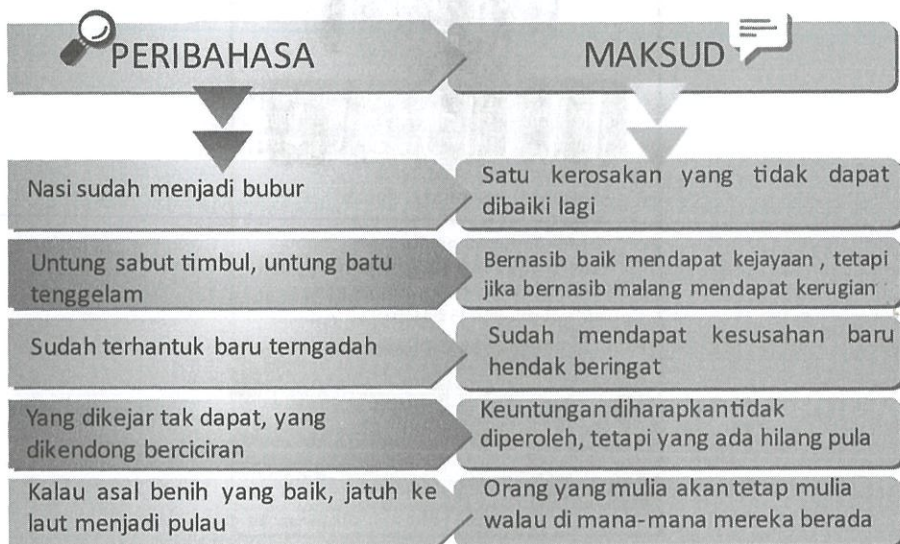 PERIBAHASA
MAKSUD
Nasi sudah menjadi bubur
Satu kerosakan yang tidak dapat
dibaiki lagi
Untung sabut timbul, untung batu
tenggelam
Bernasib baik mendapat kejayaan , tetapi
jika bernasib malang mendapat kerugian
Sudah terhantuk baru terngadah
Sudah mendapat kesusahan baru
hendak beringat
Yang dikejar tak dapat, yang
dikendong berciciran
Keuntungan diharapkan tidak
diperoleh, tetapi yang ada hilang pula
Kalau asal benih yang baik, jatuh ke
laut menjadi pulau
Orang yang mulia akan tetap mulia
walau di mana-mana mereka berada